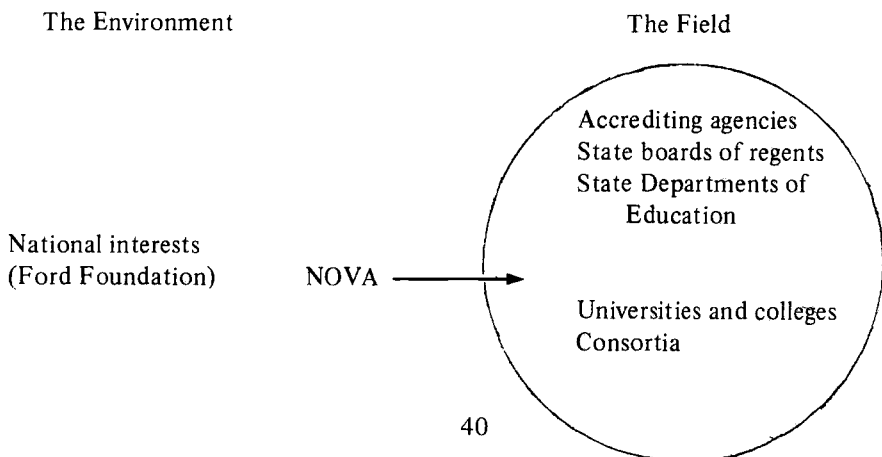 The Environment
The Field
Accrediting agencies
State boards of regents
State Departments of
Education
National interests
(Ford Foundation)
NOVA
Universities and colleges
Consortia
40